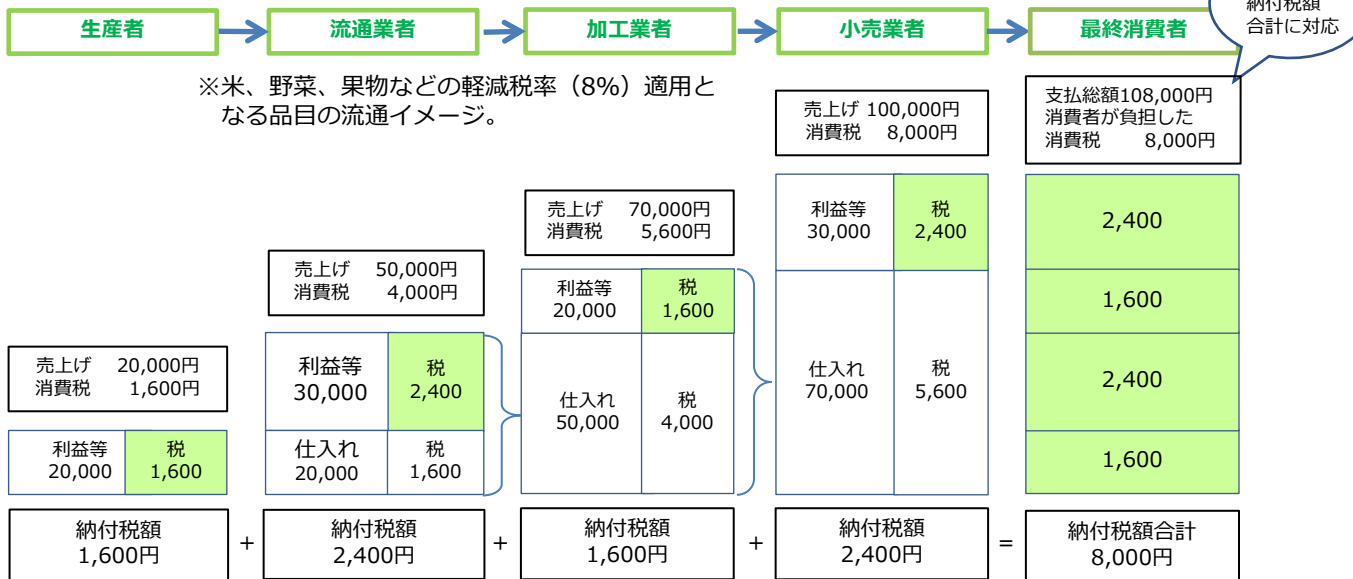 生産者
流通業者
加工業者
小売業者
最終消費者
納付税額
合計に対応
※米、野菜、果物などの軽減税率（8%）適用と
なる品目の流通イメージ。
売上げ 20,000円
消費税 1,600円
利益等
20,000
税
1,600
納付税額
1,600円
+
売上げ 50,000円
消費税 4,000円
利益等
30,000
税
2,400
仕入れ
20,000
税
1,600
納付税額
2,400円
+
売上げ 70,000円
消費税 5,600円
利益等
20,000
税
1,600
仕入れ
50,000
税
4,000
納付税額
1,600円
+
売上げ 100,000円
消費税 8,000円
利益等
30,000
税
2,400
仕入れ
70,000
税
5,600
納付税額
2,400円
=
支払総額108,000円
消費者が負担した
消費税 8,000円
2,400
1,600
2,400
1,600
納付税額合計
8,000円